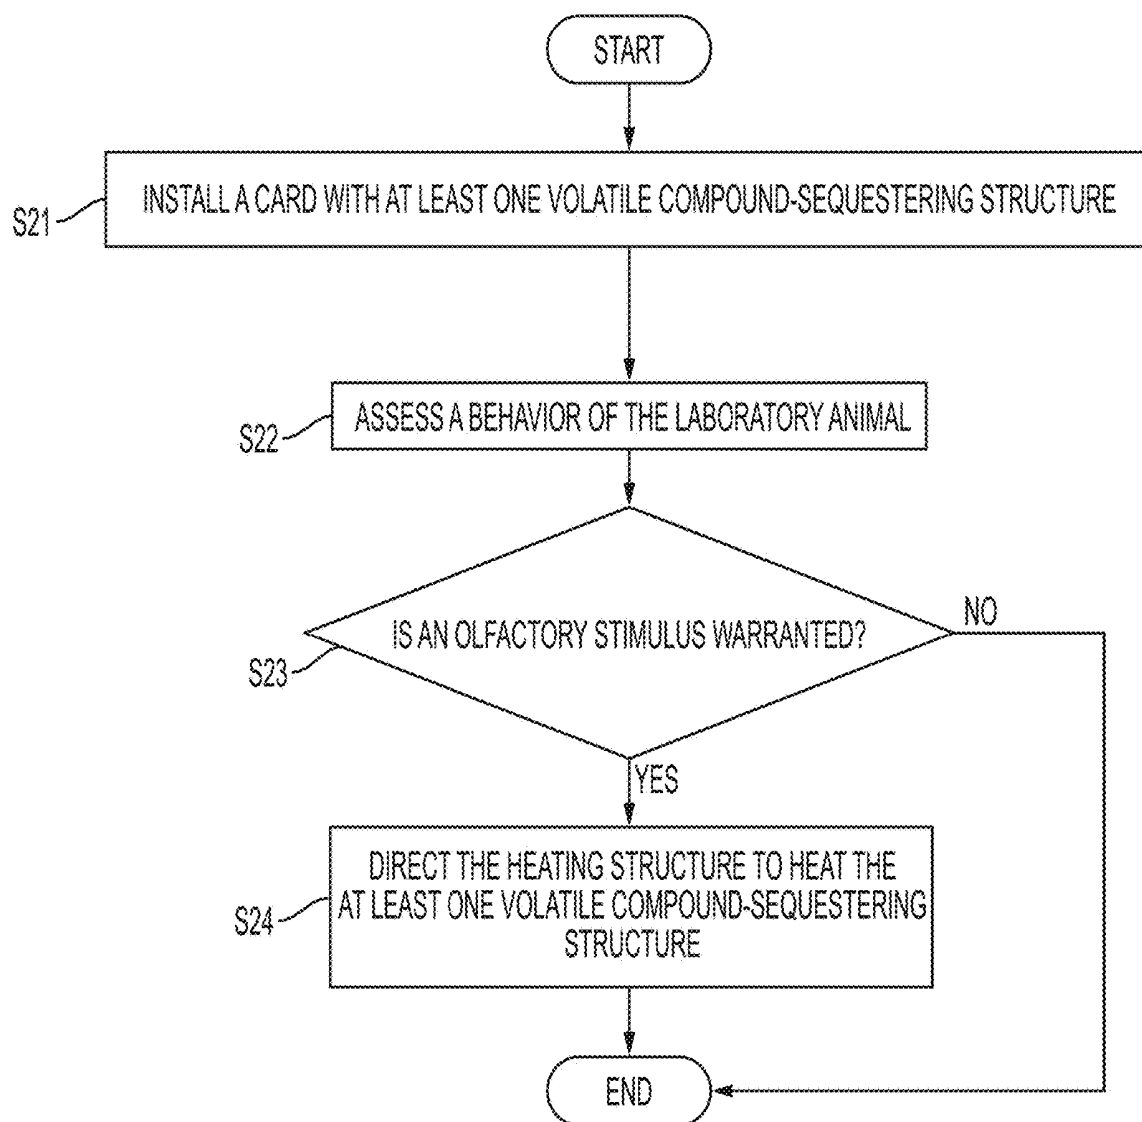 START
INSTALL A CARD WITH AT LEAST ONE VOLATILE COMPOUND-SEQUESTERING STRUCTURE
S21
ASSESS A BEHAVIOR OF THE LABORATORY ANIMAL
S22
NO
IS AN OLFACTORY STIMULUS WARRANTED?
S23
YES
DIRECT THE HEATING STRUCTURE TO HEAT THE
AT LEAST ONE VOLATILE COMPOUND-SEQUESTERING
STRUCTURE
S24
END